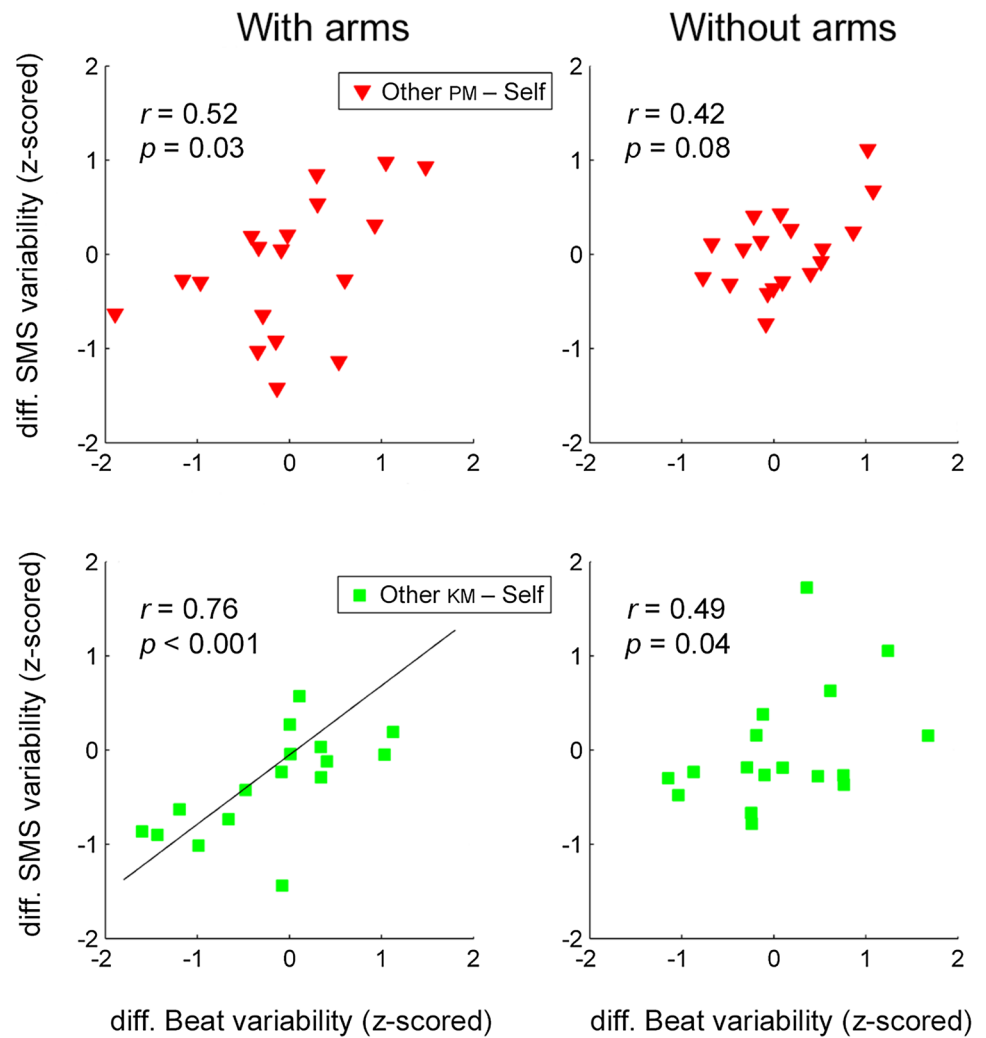 With arms
Without arms
diff. SMS variability (z-scored)
2
1
0
-1
-2
-2
-1
0
1
2
r = 0.52
p = 0.03
Other PM – Self
2
1
0
-1
-2
-2
-1
0
1
2
r = 0.42
p = 0.08
diff. SMS variability (z-scored)
2
1
0
-1
-2
-2
-1
0
1
2
r = 0.76
p < 0.001
Other KM – Self
2
1
0
-1
-2
-2
-1
0
1
2
r = 0.49
p = 0.04
diff. Beat variability (z-scored)
diff. Beat variability (z-scored)